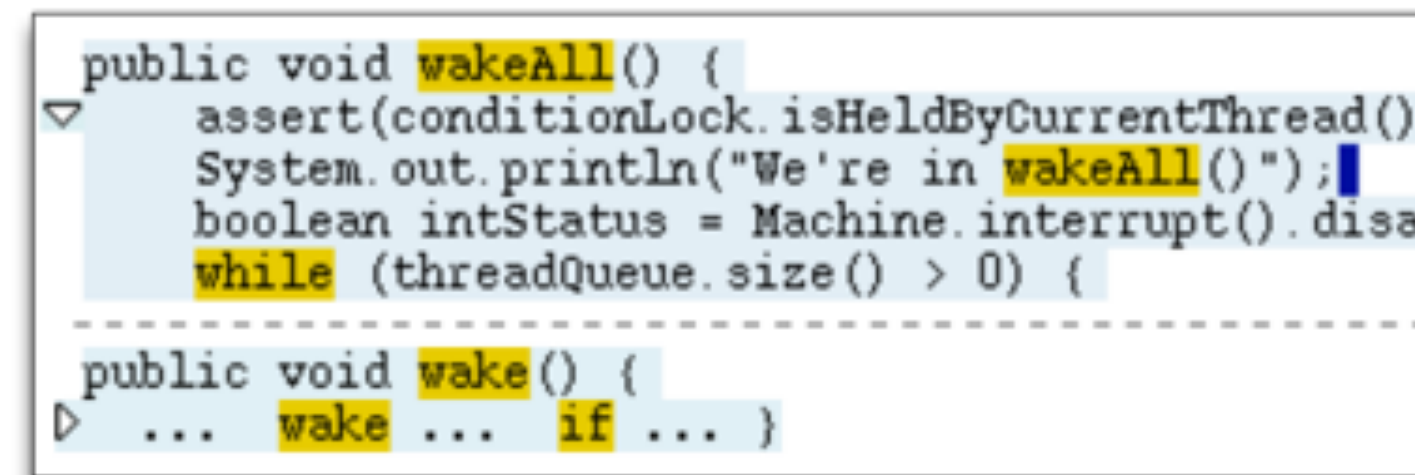 public void wakeAll() {
assert(conditionLock.isHeldByCurrentThread()
System.out.println("We're in wakeAll()");
boolean intStatus = Machine.interrupt().disa
while (threadQueue.size() > 0) {
public void wake() {
... wake ... if ... }